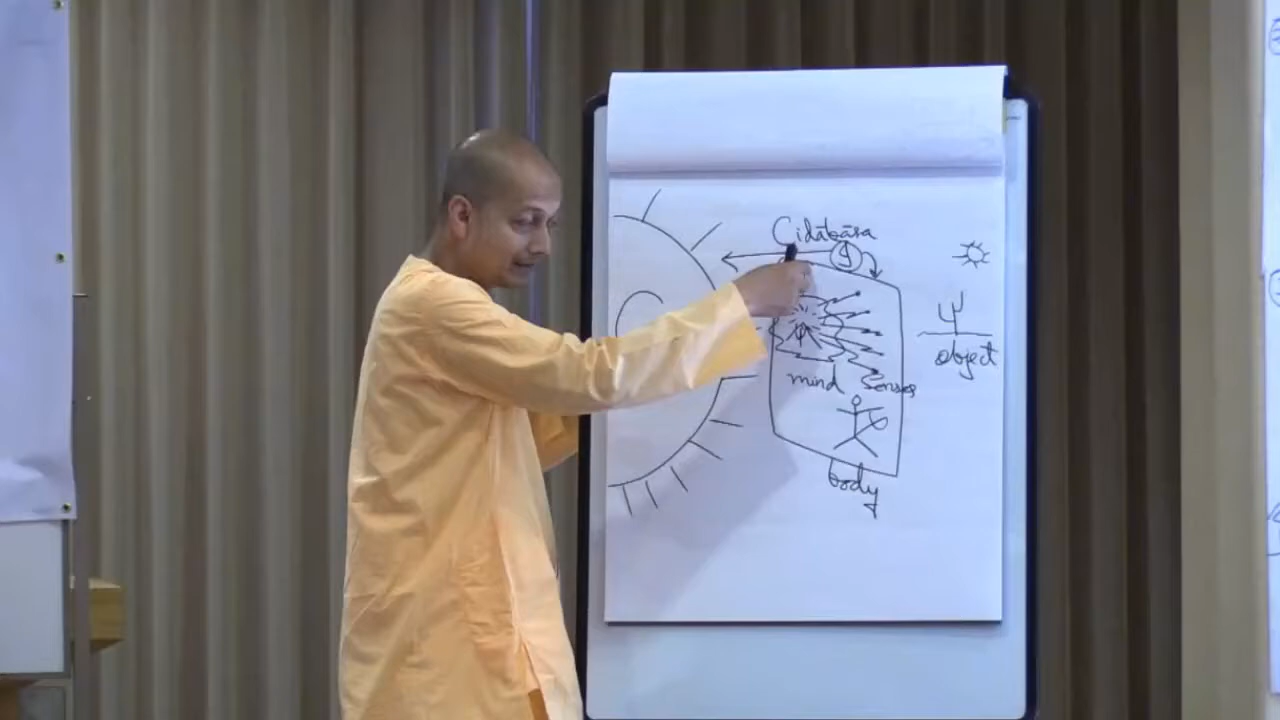 Cidābāsa
I
object
mind senses
body